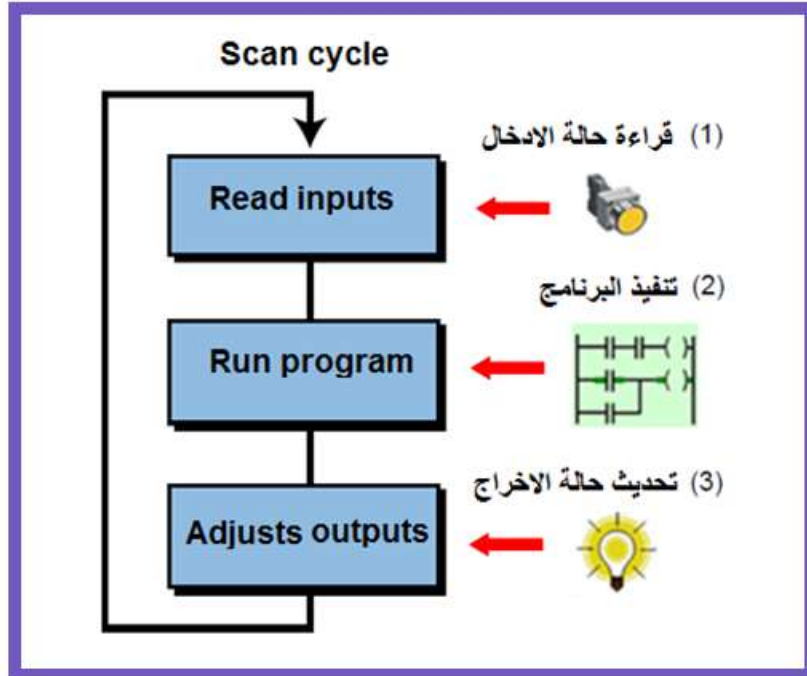 Scan cycle
Read inputs
(1) قراءة حالة الادخال
Run program
(2) تنفيذ البرنامج
Adjusts outputs
(3) تحديث حالة الاخراج